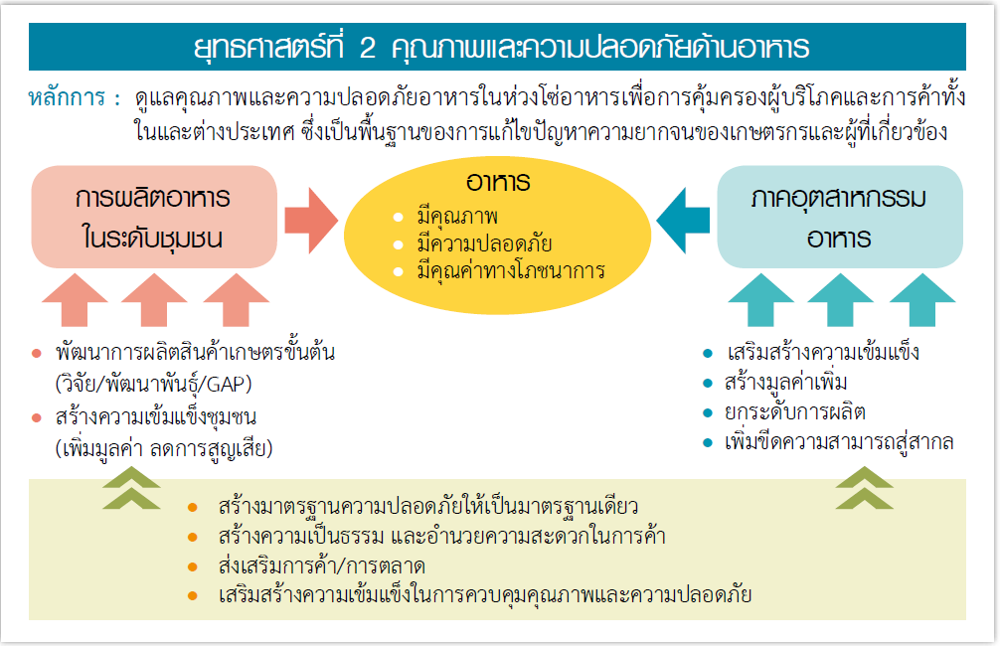 ยุทธศาสตร์ที่ 2 คุณภาพและความปลอดภัยด้านอาหาร
หลักการ : ดูแลคุณภาพและความปลอดภัยอาหารในห่วงโซ่อาหารเพื่อการคุ้มครองผู้บริโภคและการค้าทั้ง
ในและต่างประเทศ ซึ่งเป็นพื้นฐานของการแก้ไขปัญหาความยากจนของเกษตรกรและผู้ที่เกี่ยวข้อง
การผลิตอาหาร
ในระดับชุมชน
อาหาร
• มีคุณภาพ
• มีความปลอดภัย
• มีคุณค่าทางโภชนาการ
ภาคอุตสาหกรรม
อาหาร
• พัฒนาการผลิตสินค้าเกษตรขั้นต้น
(วิจัย/พัฒนาพันธุ์/GAP)
• สร้างความเข้มแข็งชุมชน
(เพิ่มมูลค่า ลดการสูญเสีย)
• เสริมสร้างความเข้มแข็ง
• สร้างมูลค่าเพิ่ม
• ยกระดับการผลิต
• เพิ่มขีดความสามารถสู่สากล
• สร้างมาตรฐานความปลอดภัยให้เป็นมาตรฐานเดียว
• สร้างความเป็นธรรม และอำนวยความสะดวกในการค้า
• ส่งเสริมการค้า/การตลาด
• เสริมสร้างความเข้มแข็งในการควบคุมคุณภาพและความปลอดภัย